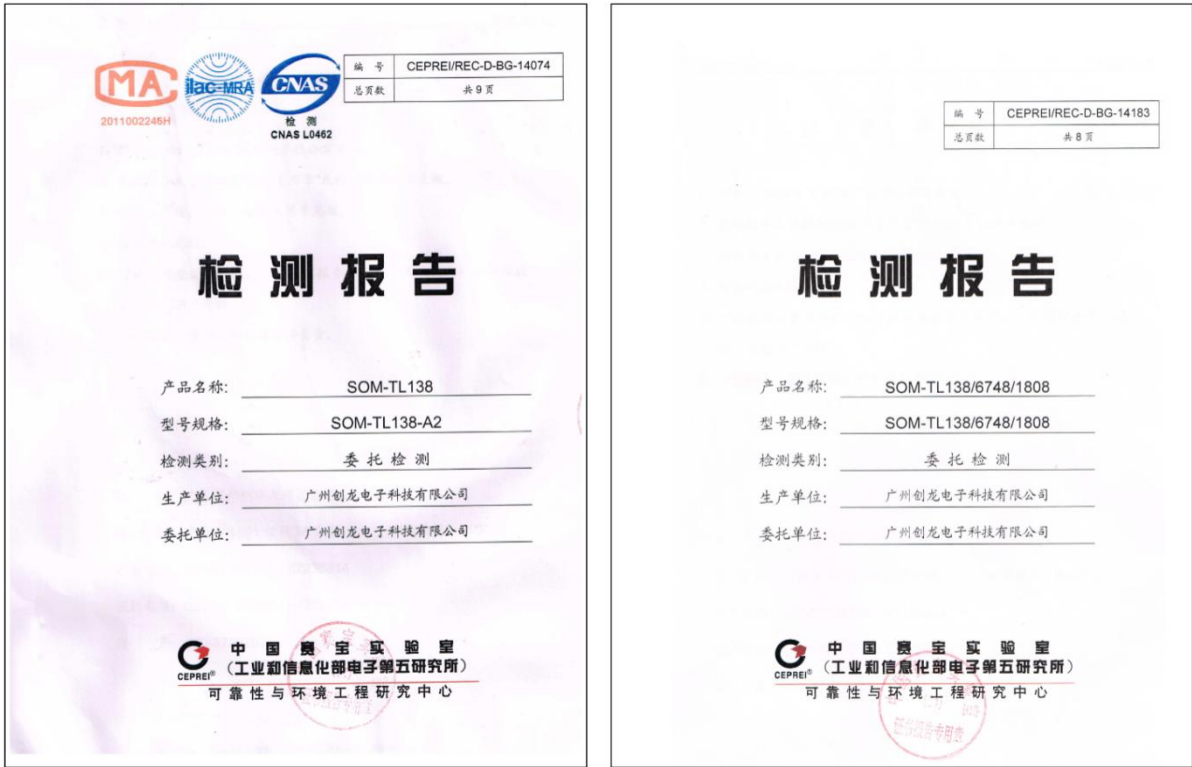 MA
2011002245H
ilac-MRA
CNAS
检 测
CNAS L0462
编 号 CEPREI/REC-D-BG-14074
总页数 共 9 页
检测报告
产品名称: SOM-TL138
型号规格: SOM-TL138-A2
检测类别: 委 托 检 测
生产单位: 广州创龙电子科技有限公司
委托单位: 广州创龙电子科技有限公司
CEPREI®
中 国 赛 宝 实 验 室
(工业和信息化部电子第五研究所)
可靠性与环境工程研究中心
编 号 CEPREI/REC-D-BG-14183
总页数 共 8 页
检测报告
产品名称: SOM-TL138/6748/1808
型号规格: SOM-TL138/6748/1808
检测类别: 委 托 检 测
生产单位: 广州创龙电子科技有限公司
委托单位: 广州创龙电子科技有限公司
CEPREI®
中 国 赛 宝 实 验 室
(工业和信息化部电子第五研究所)
可靠性与环境工程研究中心